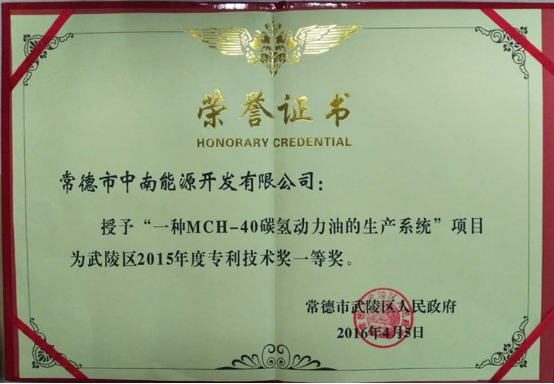 荣誉证书
HONORARY CREDENTIAL
常德市中南能源开发有限公司：
授予“一种MCH-40碳氢动力油的生产系统”项目
为武陵区2015年度专利技术奖一等奖。
常德市武陵区人民政府
2016年4月5日